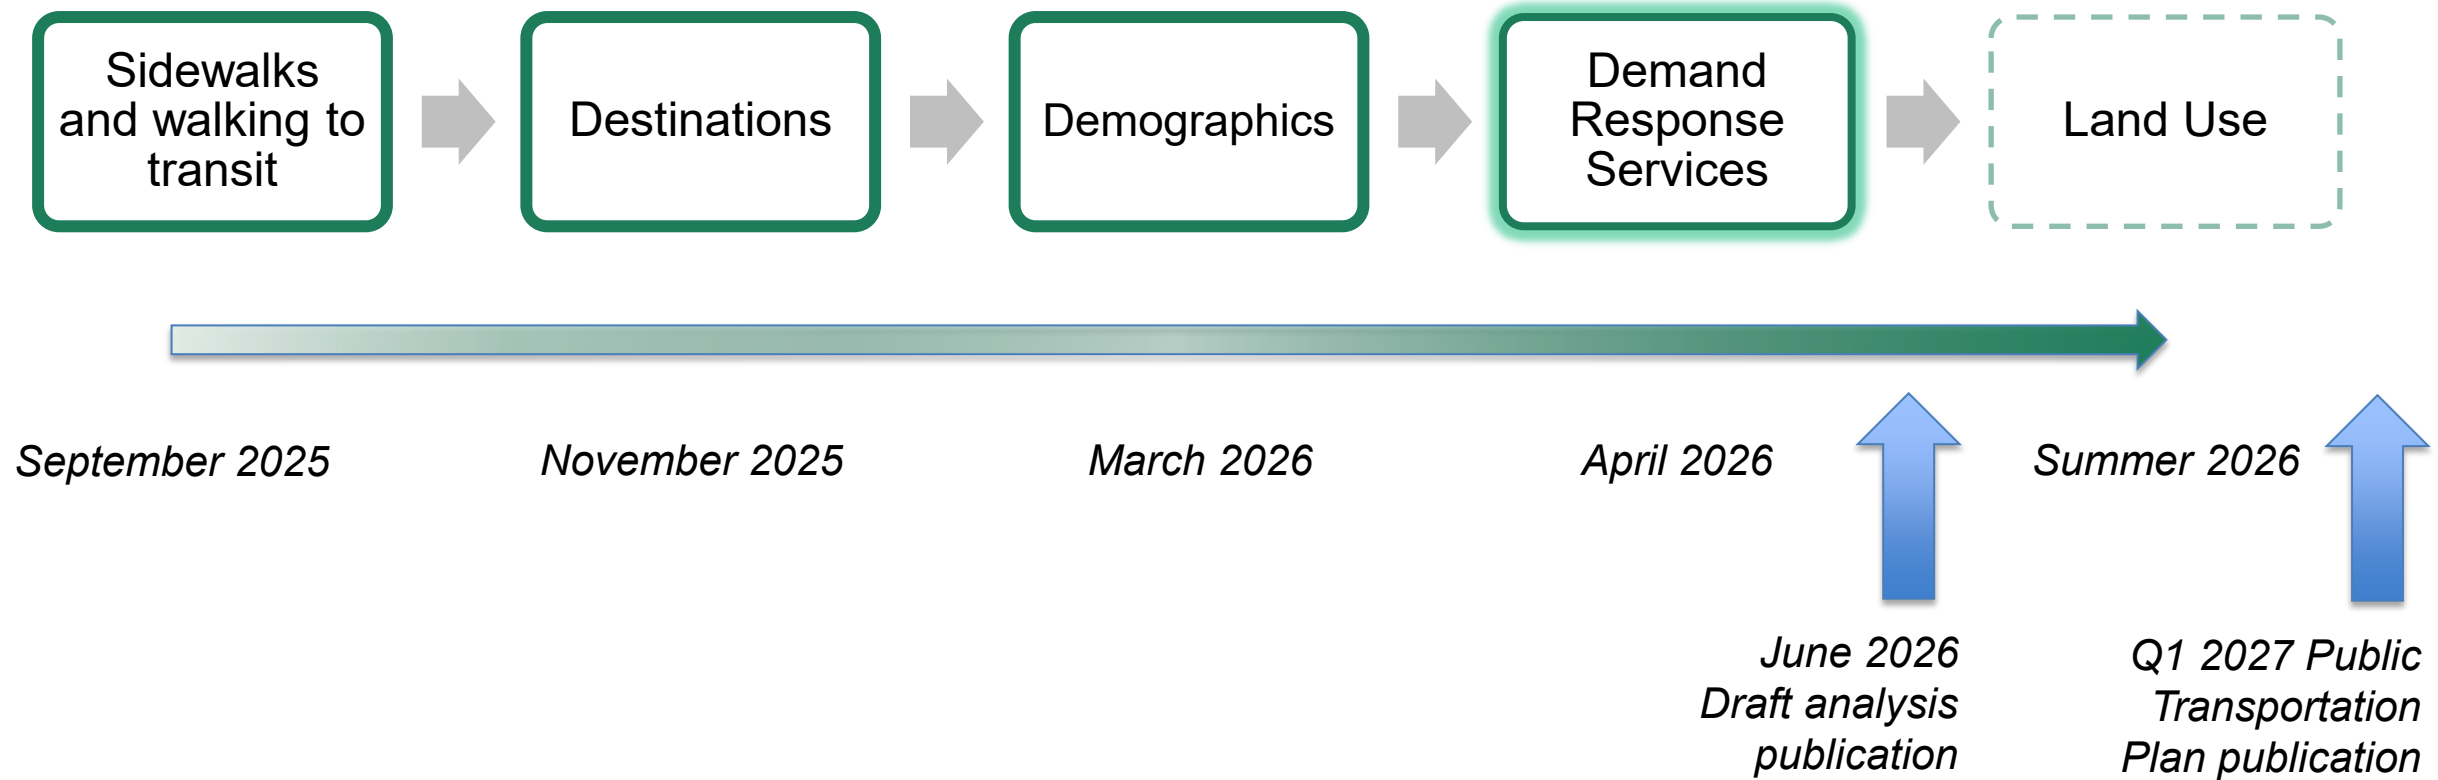 Sidewalks
and walking to
transit
Destinations
Demographics
Demand
Response
Services
Land Use
September 2025
November 2025
March 2026
April 2026
Summer 2026
June 2026
Draft analysis
publication
Q1 2027 Public
Transportation
Plan publication